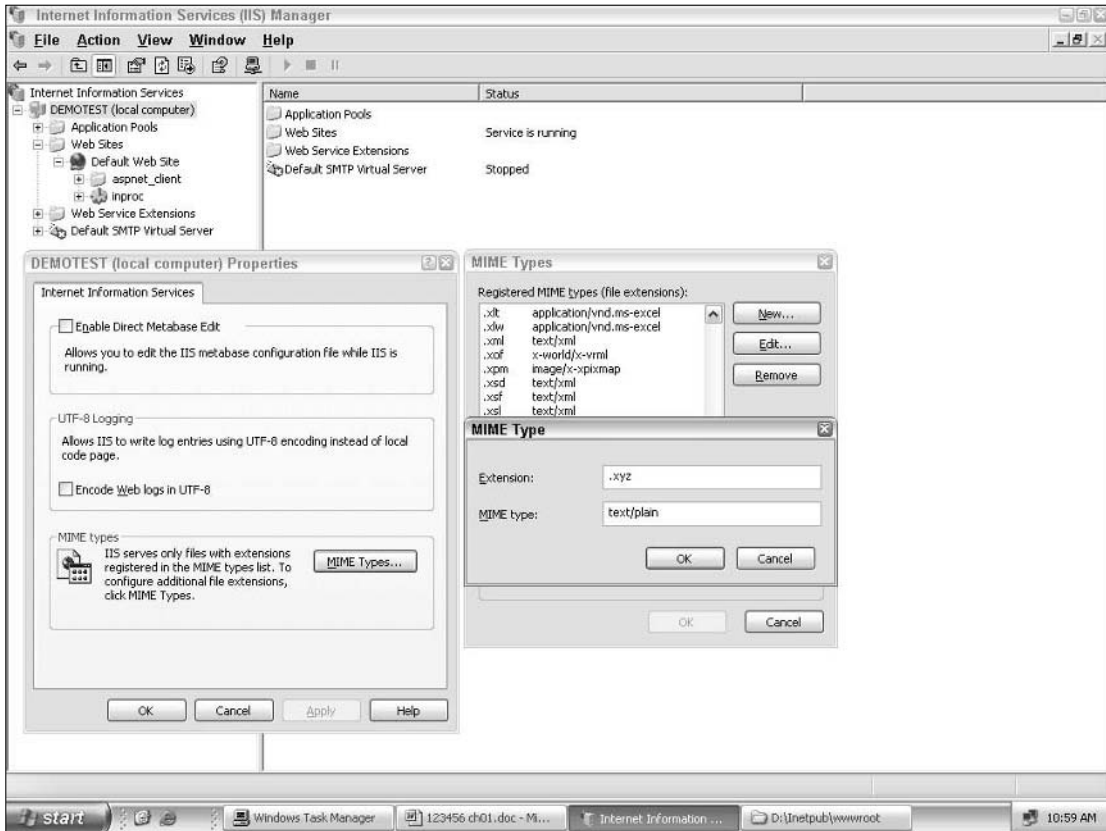 Internet Information Services (IIS) Manager
File Action View Window Help
Internet Information Services
DEMOTEST (local computer)
Application Pools
Web Sites
Default Web Site
aspnet_client
inproc
Web Service Extensions
Default SMTP Virtual Server
Name Status
Application Pools
Web Sites Service is running
Web Service Extensions
Default SMTP Virtual Server Stopped
DEMOTEST (local computer) Properties
Internet Information Services
Enable Direct Metabase Edit
Allows you to edit the IIS metabase configuration file while IIS is
running.
UTF-8 Logging
Allows IIS to write log entries using UTF-8 encoding instead of local
code page.
Encode Web logs in UTF-8
MIME types
IIS serves only files with extensions
registered in the MIME types list. To
configure additional file extensions,
click MIME Types.
MIME Types...
OK Cancel Apply Help
MIME Types
Registered MIME types (file extensions):
.xlt application/vnd.ms-excel
.xlw application/vnd.ms-excel
.xml text/xml
.xof x-world/x-vrml
.xpm image/x-xpixmap
.xsd text/xml
.xsf text/xml
.xsl text/xml
New...
Edit...
Remove
MIME Type
Extension: .xyz
MIME type: text/plain
OK Cancel
OK Cancel
start Windows Task Manager 123456 ch01.doc - Mi... Internet Information ... D:\Inetpub\wwwroot 10:59 AM